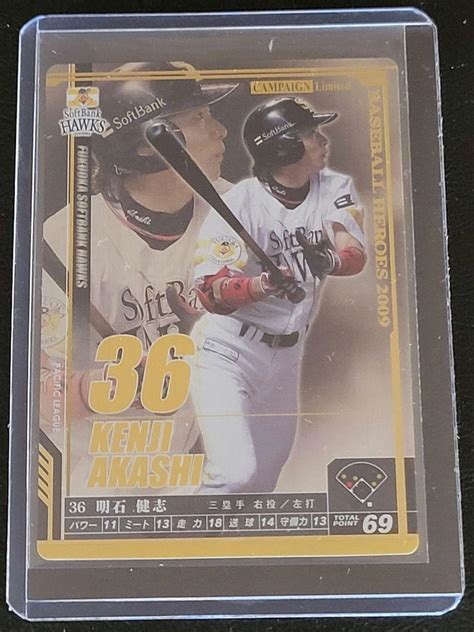 SoftBank
HAWKS
SoftBank
CAMPAIGN Limited
BASEBALL HEROES 2009
FUKUOKA SOFTBANK HAWKS
SoftBank
PACIFIC LEAGUE
36
KENJI
AKASHI
36 明石 健志
三塁手 右投／左打
パワー 11 ミート 13 走力 18 送球 14 守備力 13 TOTAL POINT 69